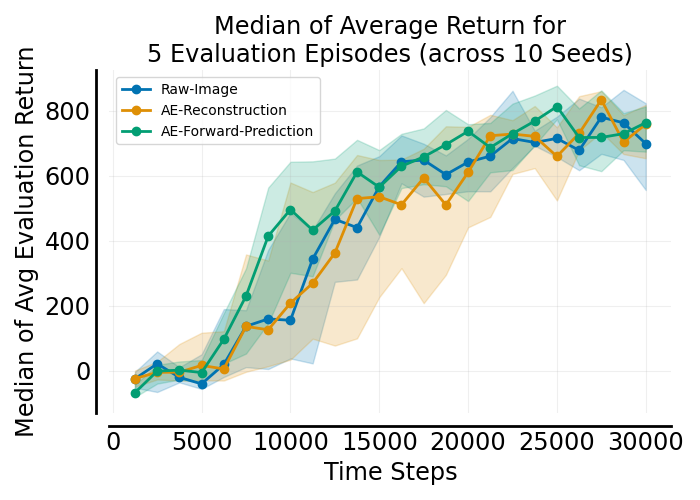 Median of Average Return for
5 Evaluation Episodes (across 10 Seeds)
Raw-Image
AE-Reconstruction
AE-Forward-Prediction
Median of Avg Evaluation Return
800
600
400
200
0
0 5000 10000 15000 20000 25000 30000
Time Steps